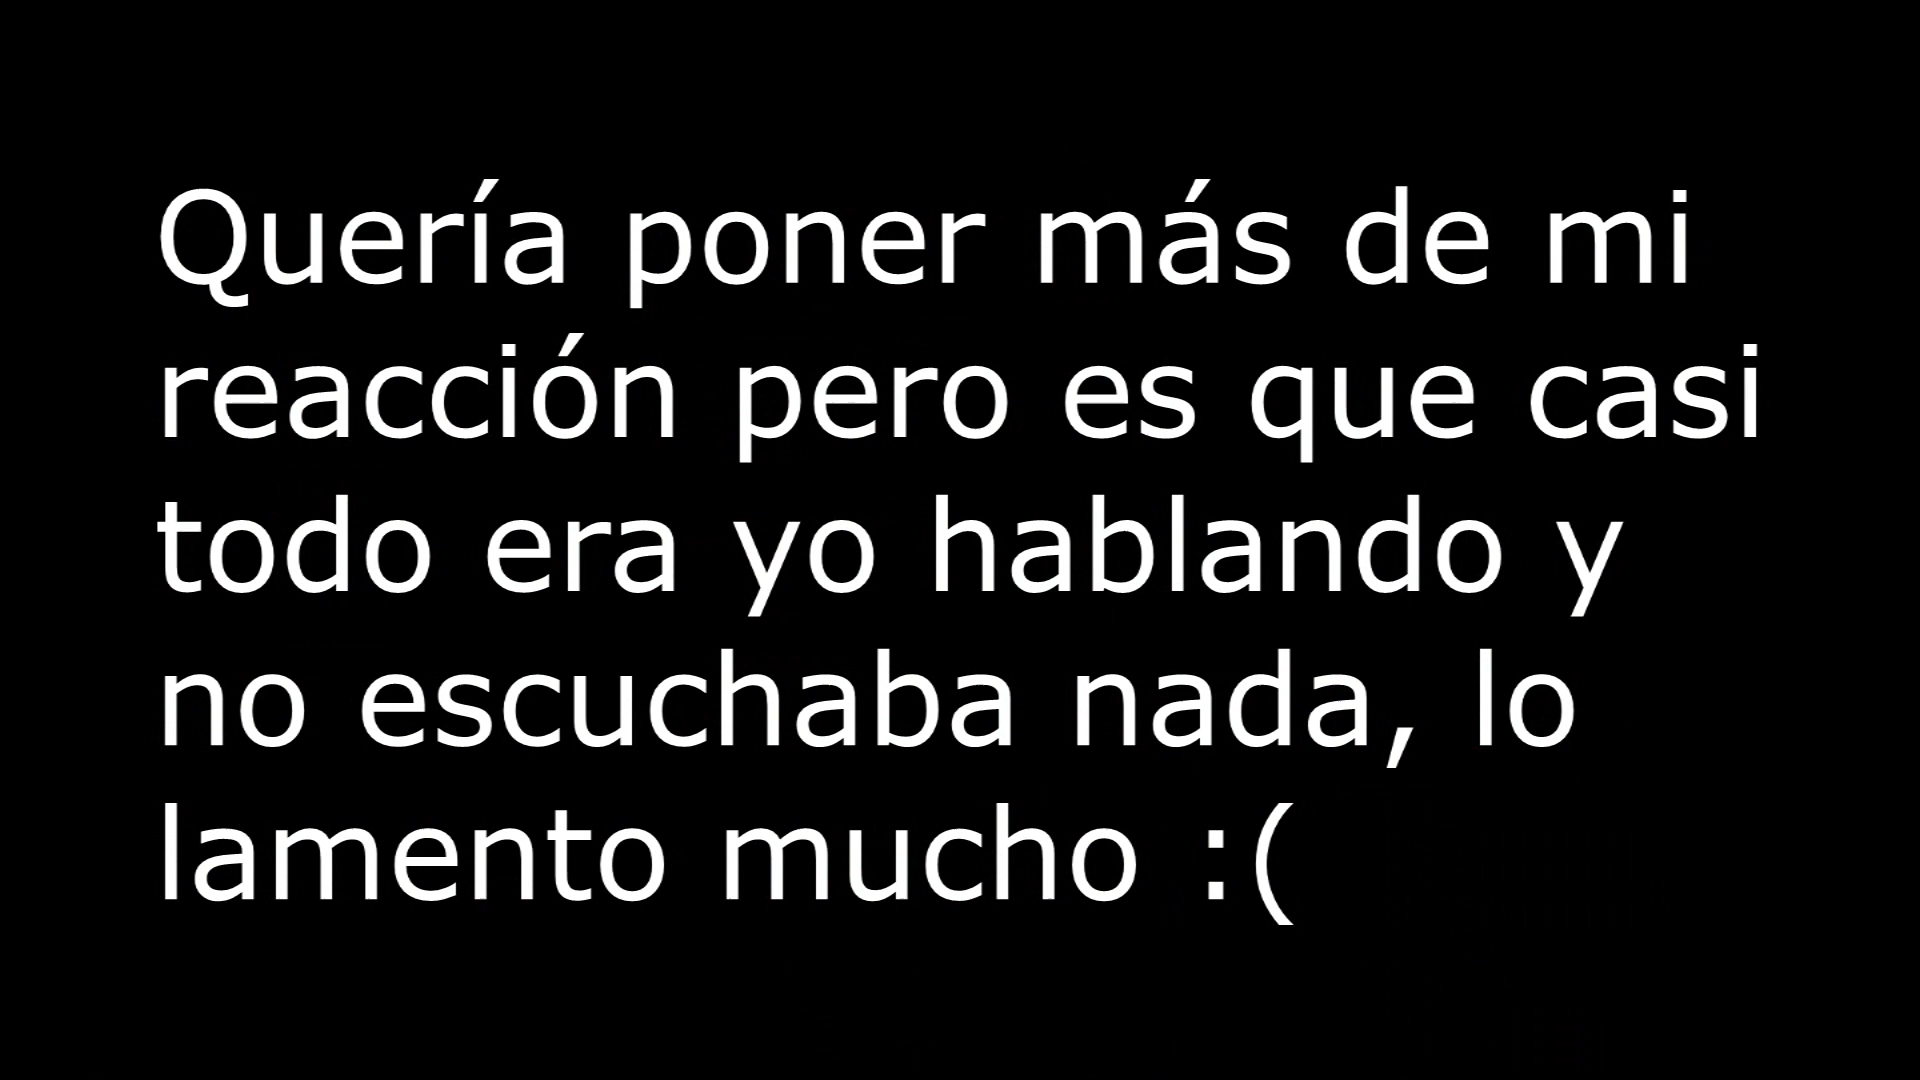 Quería poner más de mi
reacción pero es que casi
todo era yo hablando y
no escuchaba nada, lo
lamento mucho :(